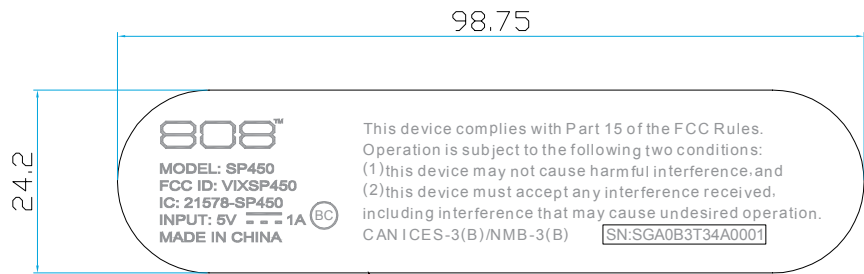 98.75
24.2
808™
MODEL: SP450
FCC ID: VIXSP450
IC: 21578-SP450
INPUT: 5V ⎓ 1A
BC
MADE IN CHINA
This device complies with Part 15 of the FCC Rules.
Operation is subject to the following two conditions:
(1)this device may not cause harmful interference,and
(2)this device must accept any interference received,
including interference that may cause undesired operation.
CAN ICES-3(B)/NMB-3(B)
SN:SGA0B3T34A0001